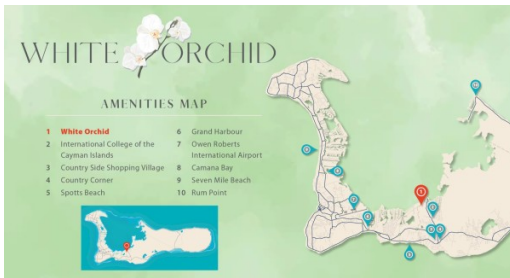 WHITE ORCHID
AMENITIES MAP
1 White Orchid
2 International College of the
Cayman Islands
3 Country Side Shopping Village
4 Country Corner
5 Spotts Beach
6 Grand Harbour
7 Owen Roberts
International Airport
8 Camana Bay
9 Seven Mile Beach
10 Rum Point